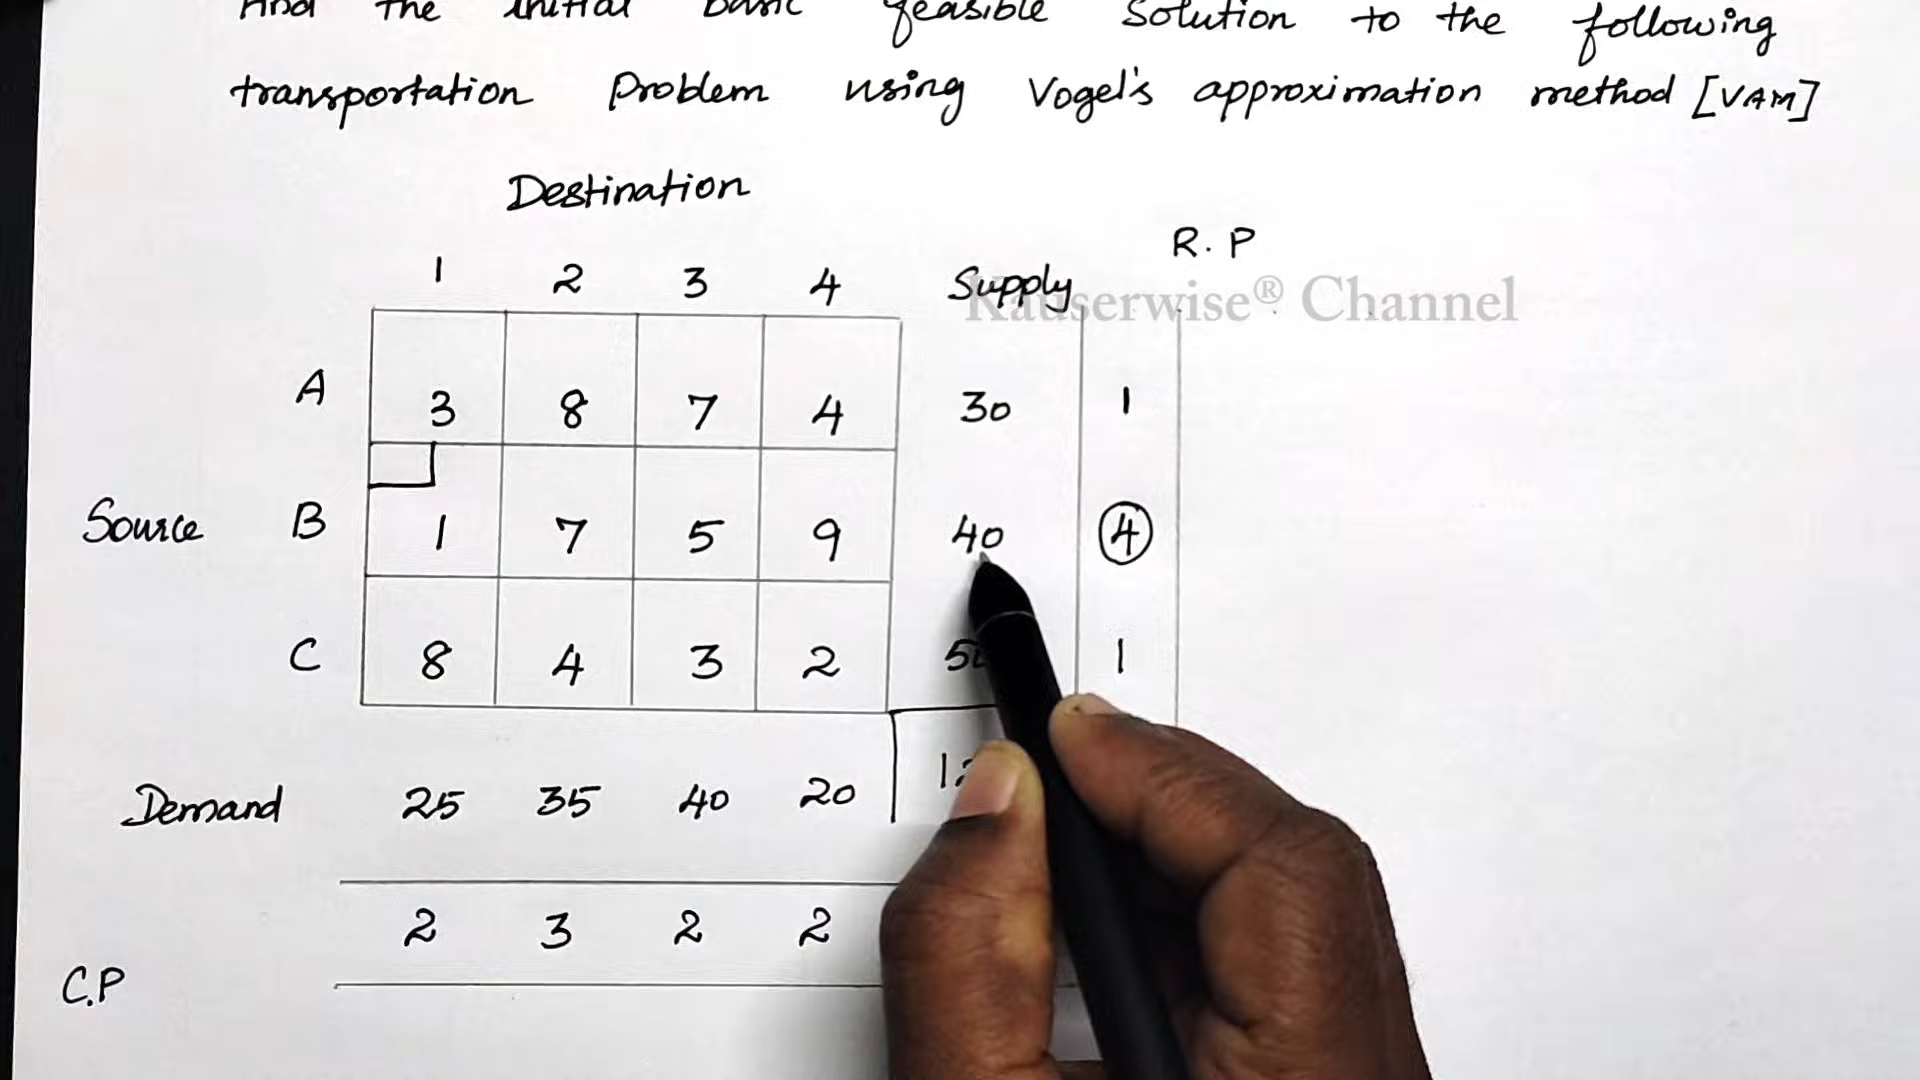 Find the initial basic feasible solution to the following
transportation Problem using Vogel's approximation method [VAM]
Destination
R.P
1 2 3 4 Supply
Kauserwise® Channel
A 3 8 7 4 30 1
Source B 1 7 5 9 40 4
C 8 4 3 2 1
Demand 25 35 40 20
2 3 2 2
C.P